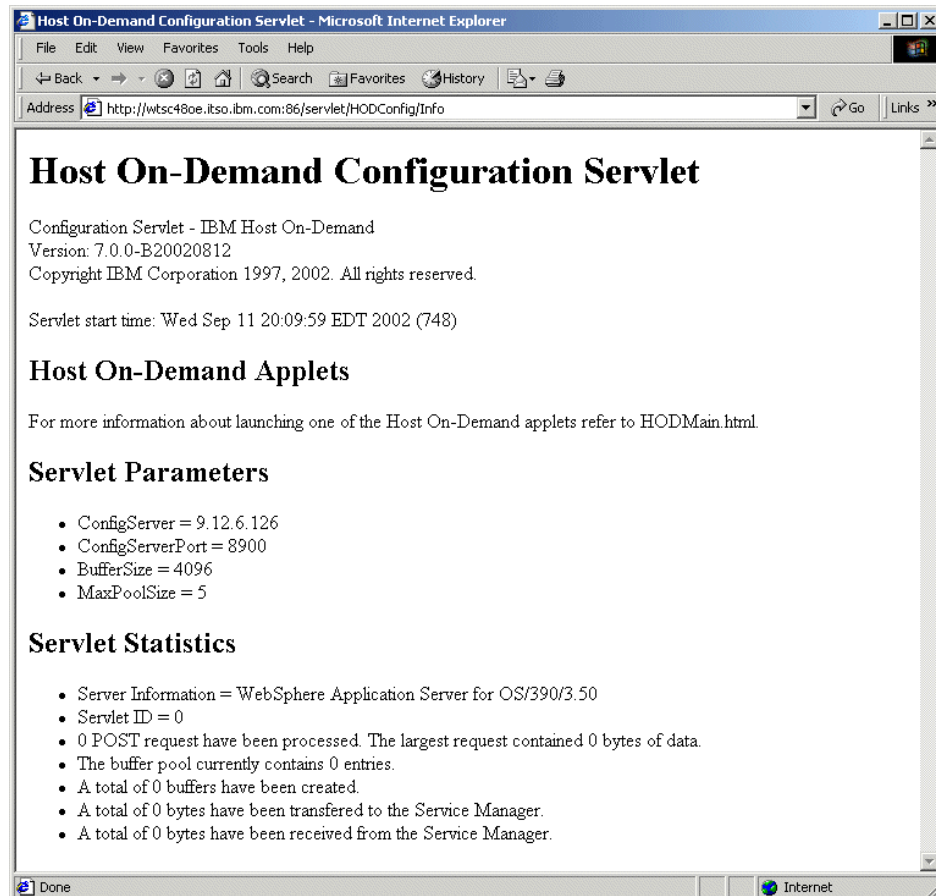 Host On-Demand Configuration Servlet - Microsoft Internet Explorer
File Edit View Favorites Tools Help
Back Search Favorites History
Address http://wtsc48oe.itso.ibm.com:86/servlet/HODConfig/Info Go Links »
Host On-Demand Configuration Servlet
Configuration Servlet - IBM Host On-Demand
Version: 7.0.0-B20020812
Copyright IBM Corporation 1997, 2002. All rights reserved.
Servlet start time: Wed Sep 11 20:09:59 EDT 2002 (748)
Host On-Demand Applets
For more information about launching one of the Host On-Demand applets refer to HODMain.html.
Servlet Parameters
• ConfigServer = 9.12.6.126
• ConfigServerPort = 8900
• BufferSize = 4096
• MaxPoolSize = 5
Servlet Statistics
• Server Information = WebSphere Application Server for OS/390/3.50
• Servlet ID = 0
• 0 POST request have been processed. The largest request contained 0 bytes of data.
• The buffer pool currently contains 0 entries.
• A total of 0 buffers have been created.
• A total of 0 bytes have been transfered to the Service Manager.
• A total of 0 bytes have been received from the Service Manager.
Done Internet